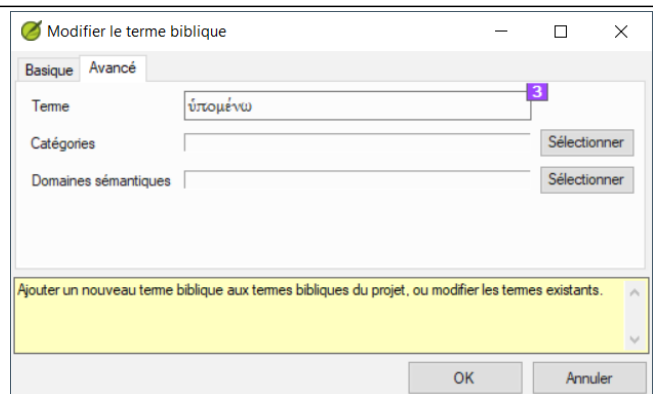 Modifier le terme biblique
Basique Avancé
Terme ὑπομένω 3
Catégories Sélectionner
Domaines sémantiques Sélectionner
Ajouter un nouveau terme biblique aux termes bibliques du projet, ou modifier les termes existants.
OK Annuler